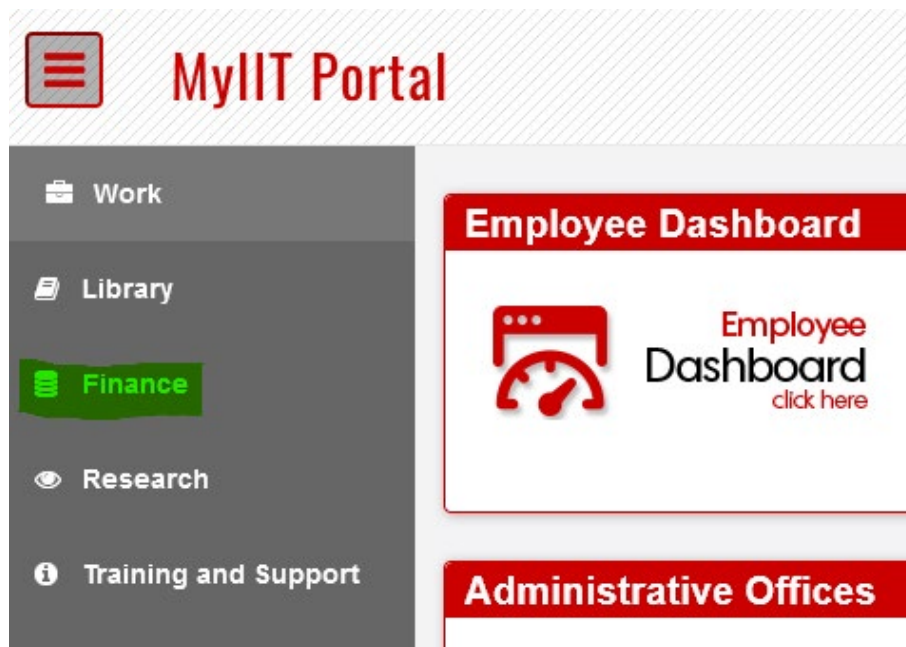 MyIIT Portal
Work
Library
Finance
Research
Training and Support
Employee Dashboard
Employee
Dashboard
click here
Administrative Offices